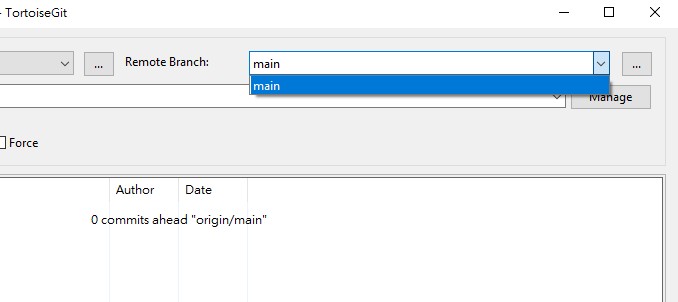 - TortoiseGit
... Remote Branch: main ...
main
Manage
Force
Author Date
0 commits ahead "origin/main"